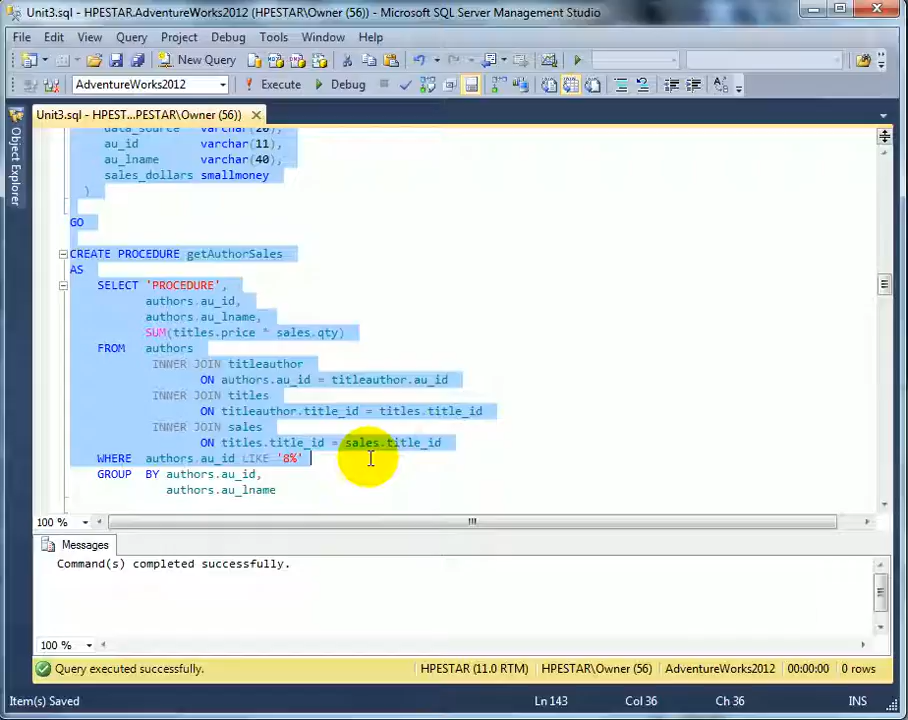 Unit3.sql - HPESTAR.AdventureWorks2012 (HPESTAR\Owner (56)) - Microsoft SQL Server Management Studio
File Edit View Query Project Debug Tools Window Help
New Query
AdventureWorks2012 Execute Debug
Unit3.sql - HPEST...PESTAR\Owner (56))
Object Explorer
data_source varchar(20),
au_id varchar(11),
au_lname varchar(40),
sales_dollars smallmoney
)
GO
CREATE PROCEDURE getAuthorSales
AS
SELECT 'PROCEDURE',
authors.au_id,
authors.au_lname,
SUM(titles.price * sales.qty)
FROM authors
INNER JOIN titleauthor
ON authors.au_id = titleauthor.au_id
INNER JOIN titles
ON titleauthor.title_id = titles.title_id
INNER JOIN sales
ON titles.title_id = sales.title_id
WHERE authors.au_id LIKE '8%'
GROUP BY authors.au_id,
authors.au_lname
100 %
Messages
Command(s) completed successfully.
100 %
Query executed successfully. HPESTAR (11.0 RTM) HPESTAR\Owner (56) AdventureWorks2012 00:00:00 0 rows
Item(s) Saved Ln 143 Col 36 Ch 36 INS